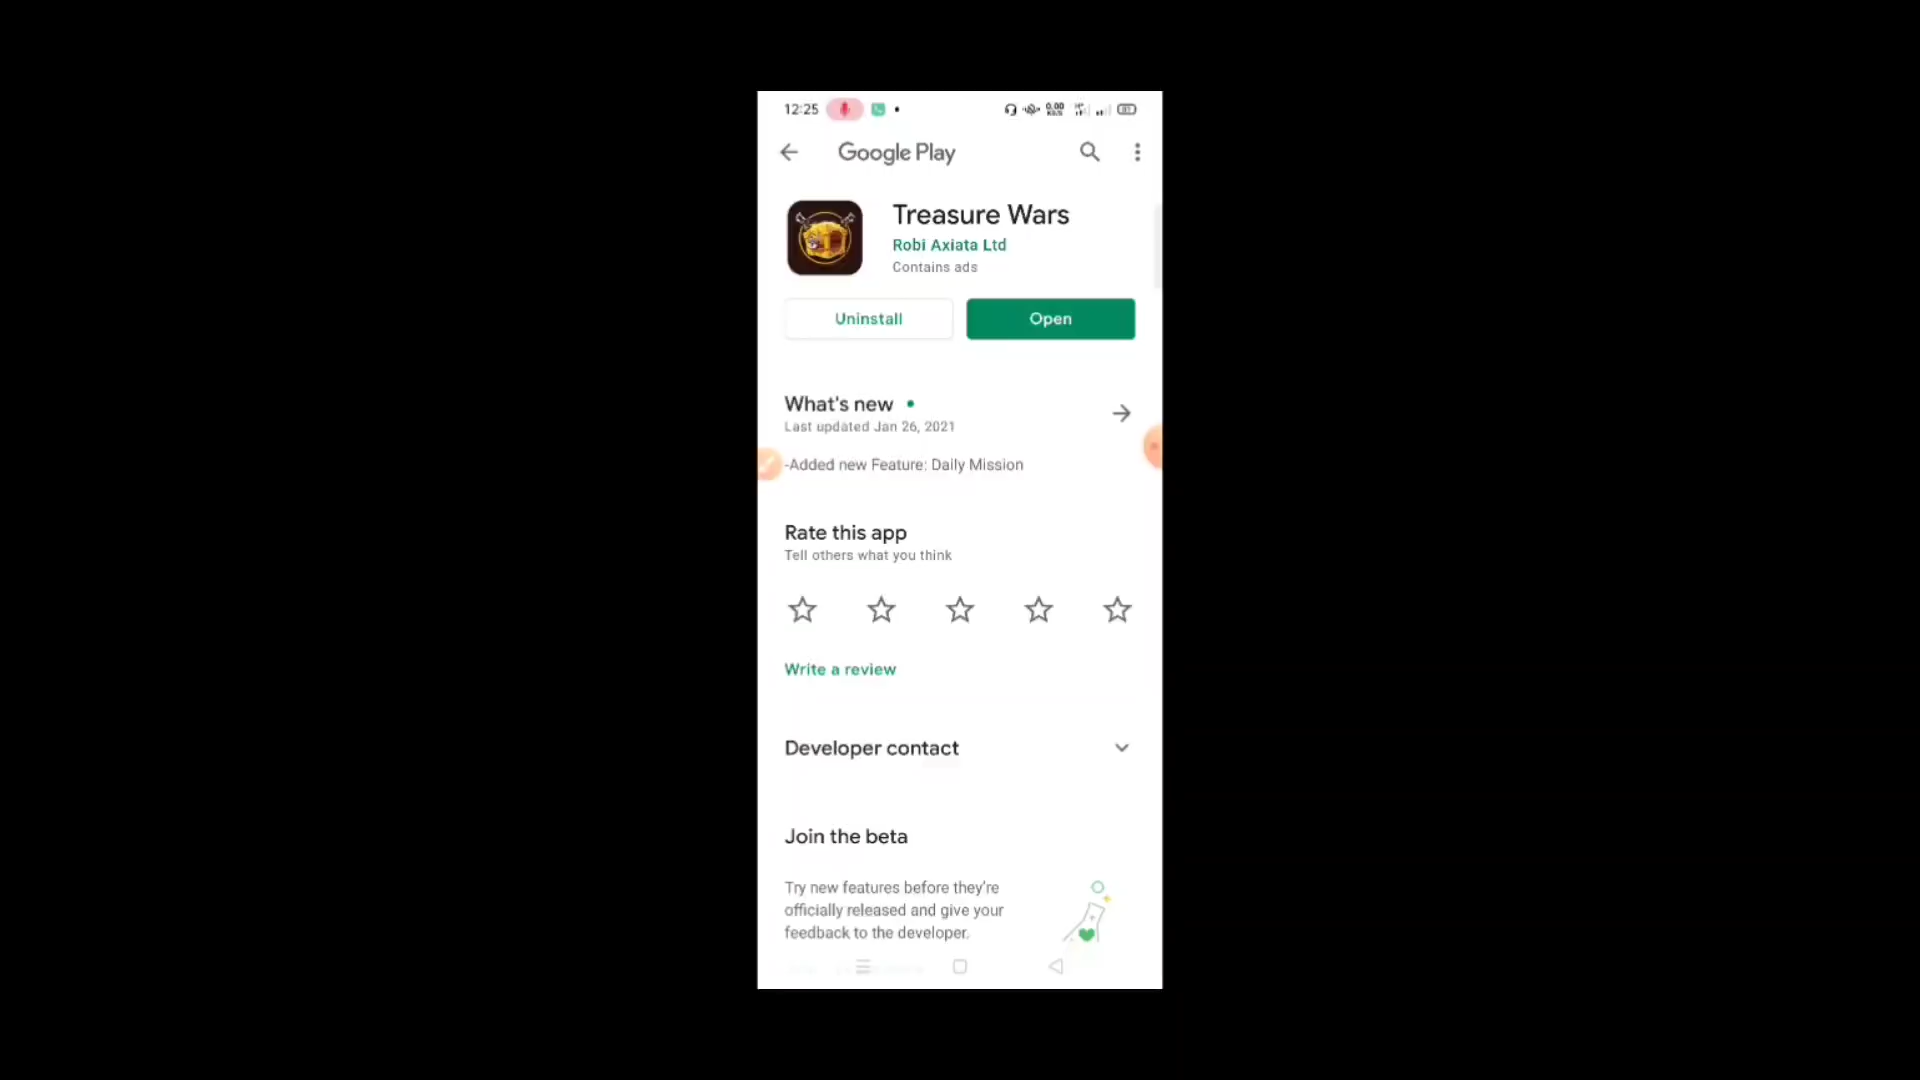 12:25
0.00
Google Play
Treasure Wars
Robi Axiata Ltd
Contains ads
Uninstall
Open
What's new
Last updated Jan 26, 2021
-Added new Feature: Daily Mission
Rate this app
Tell others what you think
Write a review
Developer contact
Join the beta
Try new features before they're
officially released and give your
feedback to the developer.